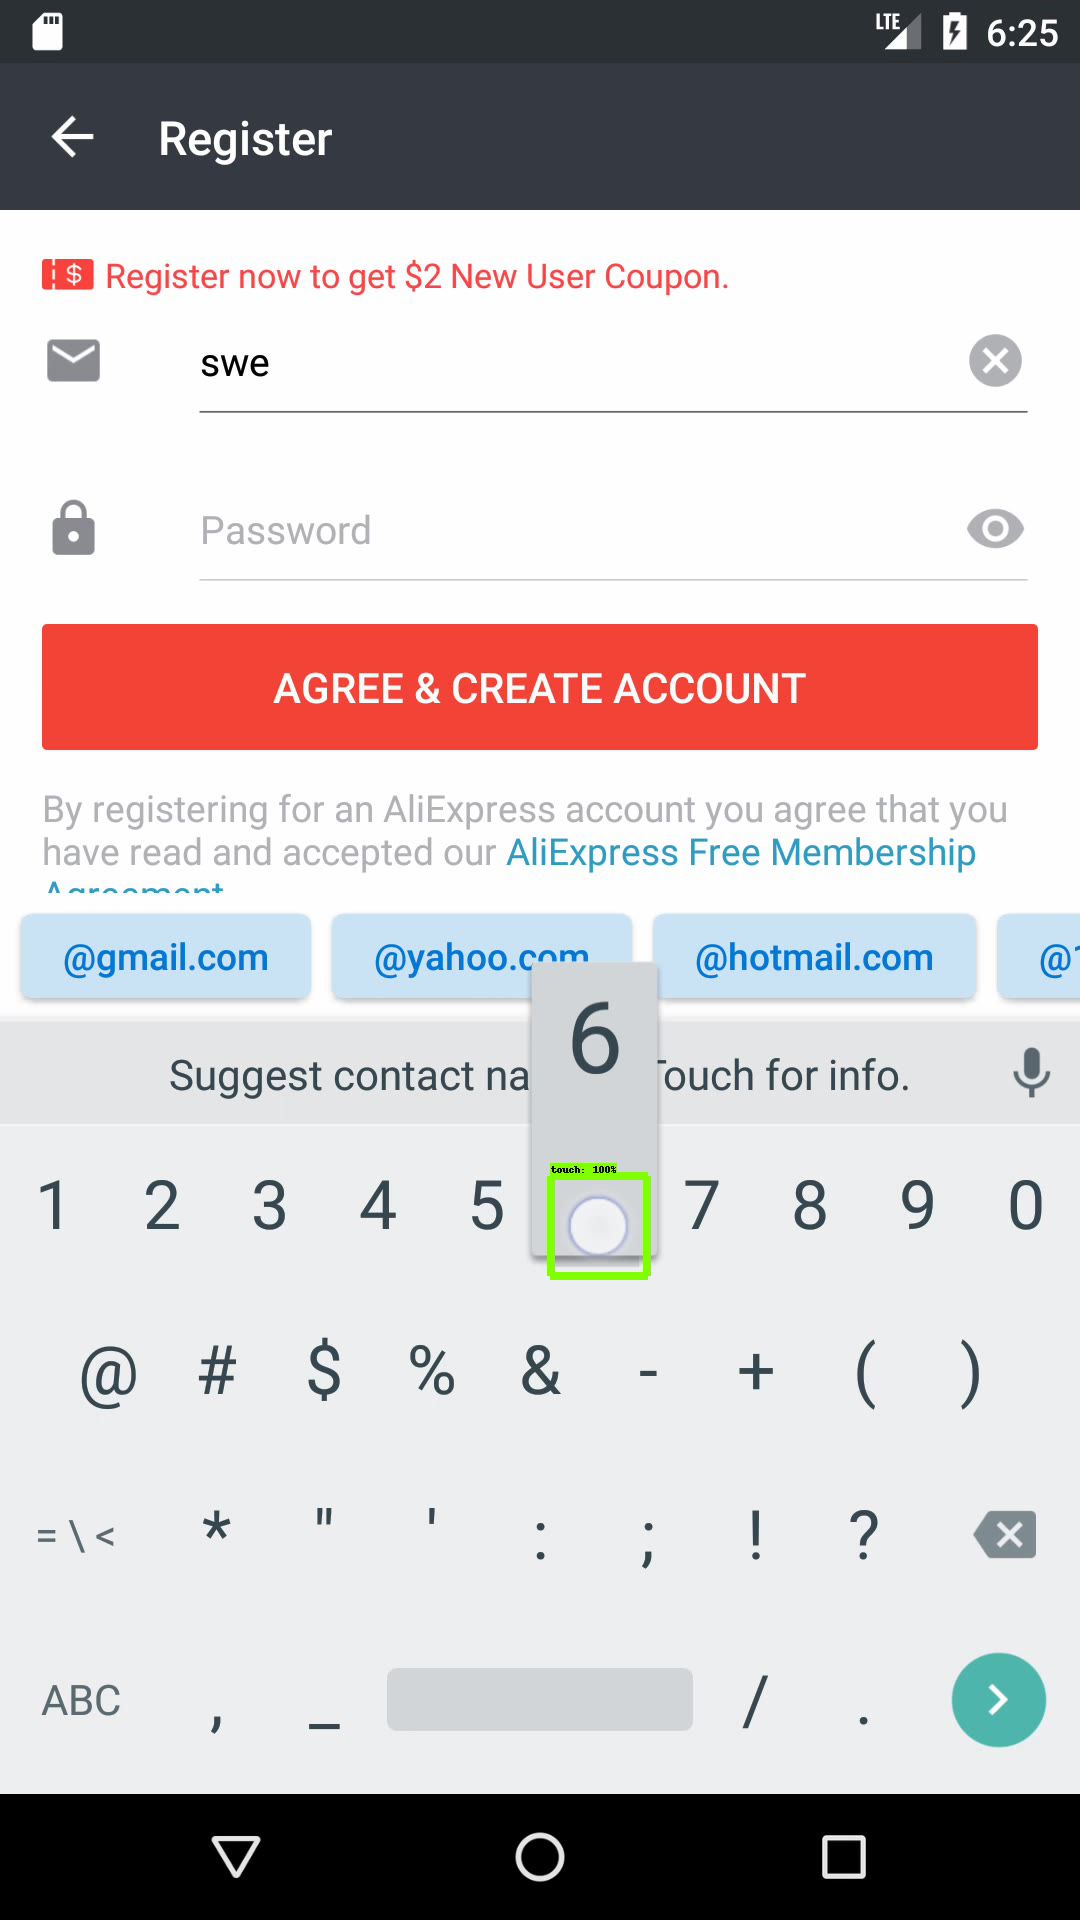 LTE 6:25
Register
$ Register now to get $2 New User Coupon.
swe
Password
AGREE & CREATE ACCOUNT
By registering for an AliExpress account you agree that you
have read and accepted our AliExpress Free Membership
Agreement
@gmail.com @yahoo.com @hotmail.com @1
6
Suggest contact na Touch for info.
touch: 100%
1 2 3 4 5 7 8 9 0
@ # $ % & - + ( )
= \ < * " ' : ; ! ?
ABC , _ / .